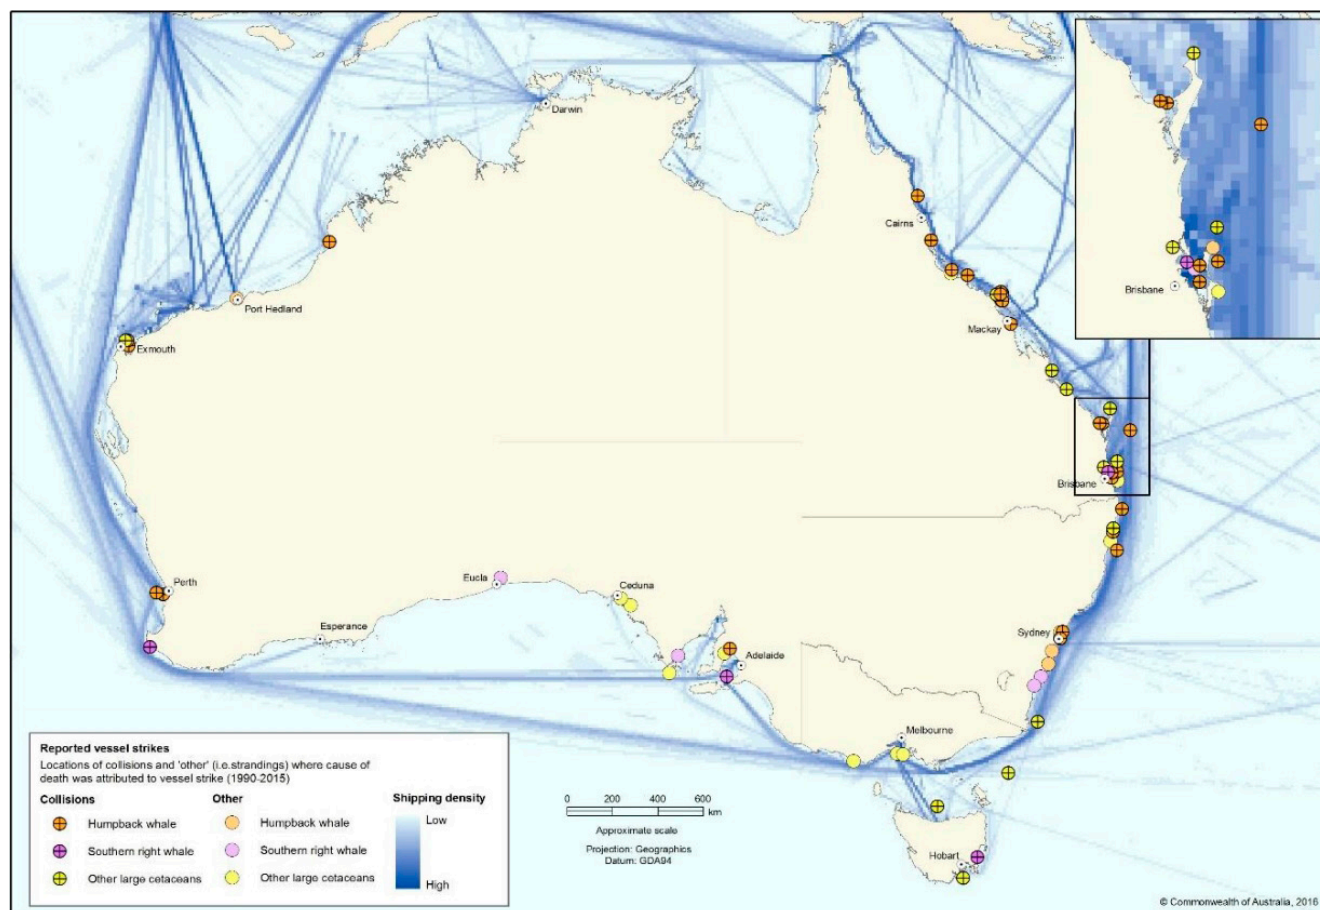 Darwin
Cairns
Port Hedland
Exmouth
Mackay
Brisbane
Brisbane
Perth
Eucla
Ceduna
Esperance
Sydney
Adelaide
Melbourne
Hobart
Reported vessel strikes
Locations of collisions and 'other' (i.e.strandings) where cause of
death was attributed to vessel strike (1990-2015)
Collisions
Other
Shipping density
Humpback whale
Humpback whale
Low
Southern right whale
Southern right whale
Other large cetaceans
Other large cetaceans
High
0 200 400 600
km
Approximate scale
Projection: Geographics
Datum: GDA94
© Commonwealth of Australia, 2016